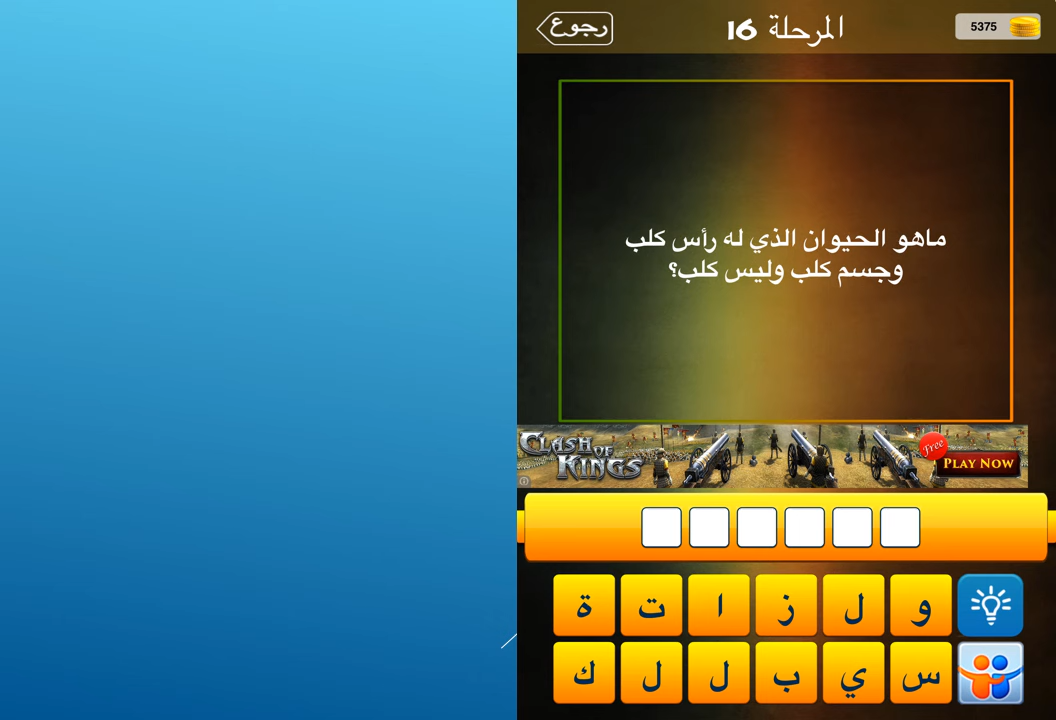 رجوع
المرحلة 16
5375
ماهو الحيوان الذي له رأس كلب
وجسم كلب وليس كلب؟
CLASH OF KINGS
Free
PLAY NOW
و ل ز ا ت ة
س ي ب ل ل ك